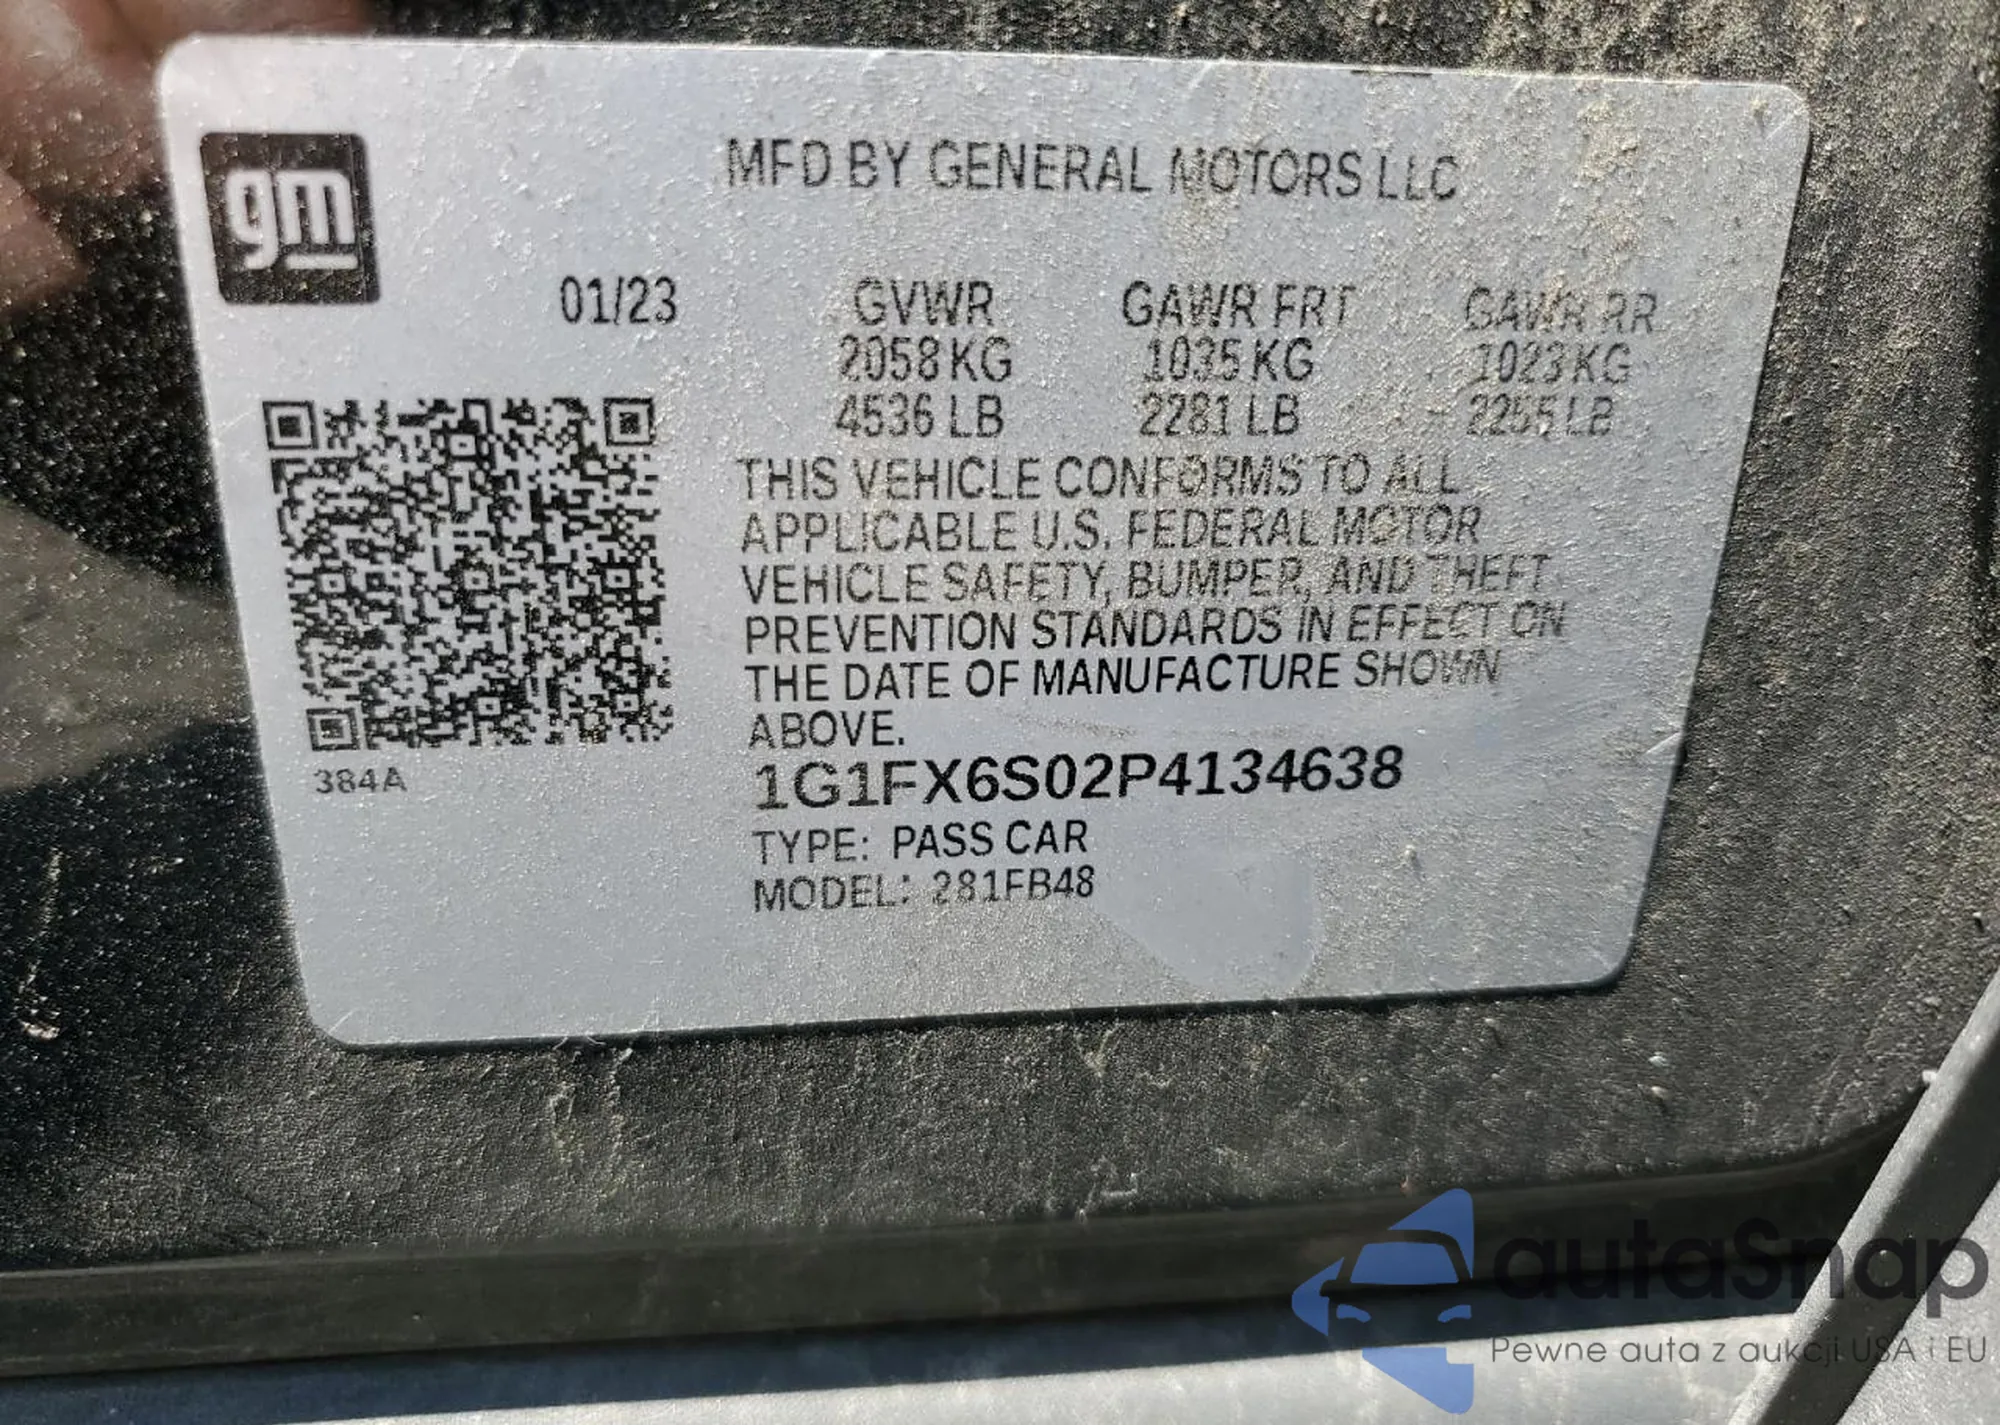 gm
MFD BY GENERAL MOTORS LLC
01/23
GVWR GAWR FRT GAWR RR
2058 KG 1035 KG 1023 KG
4536 LB 2281 LB 2255 LB
THIS VEHICLE CONFORMS TO ALL
APPLICABLE U.S. FEDERAL MOTOR
VEHICLE SAFETY, BUMPER, AND THEFT
PREVENTION STANDARDS IN EFFECT ON
THE DATE OF MANUFACTURE SHOWN
ABOVE.
384A
1G1FX6S02P4134638
TYPE: PASS CAR
MODEL: 281FB48
autaSnap
Pewne auta z aukcji USA i EU